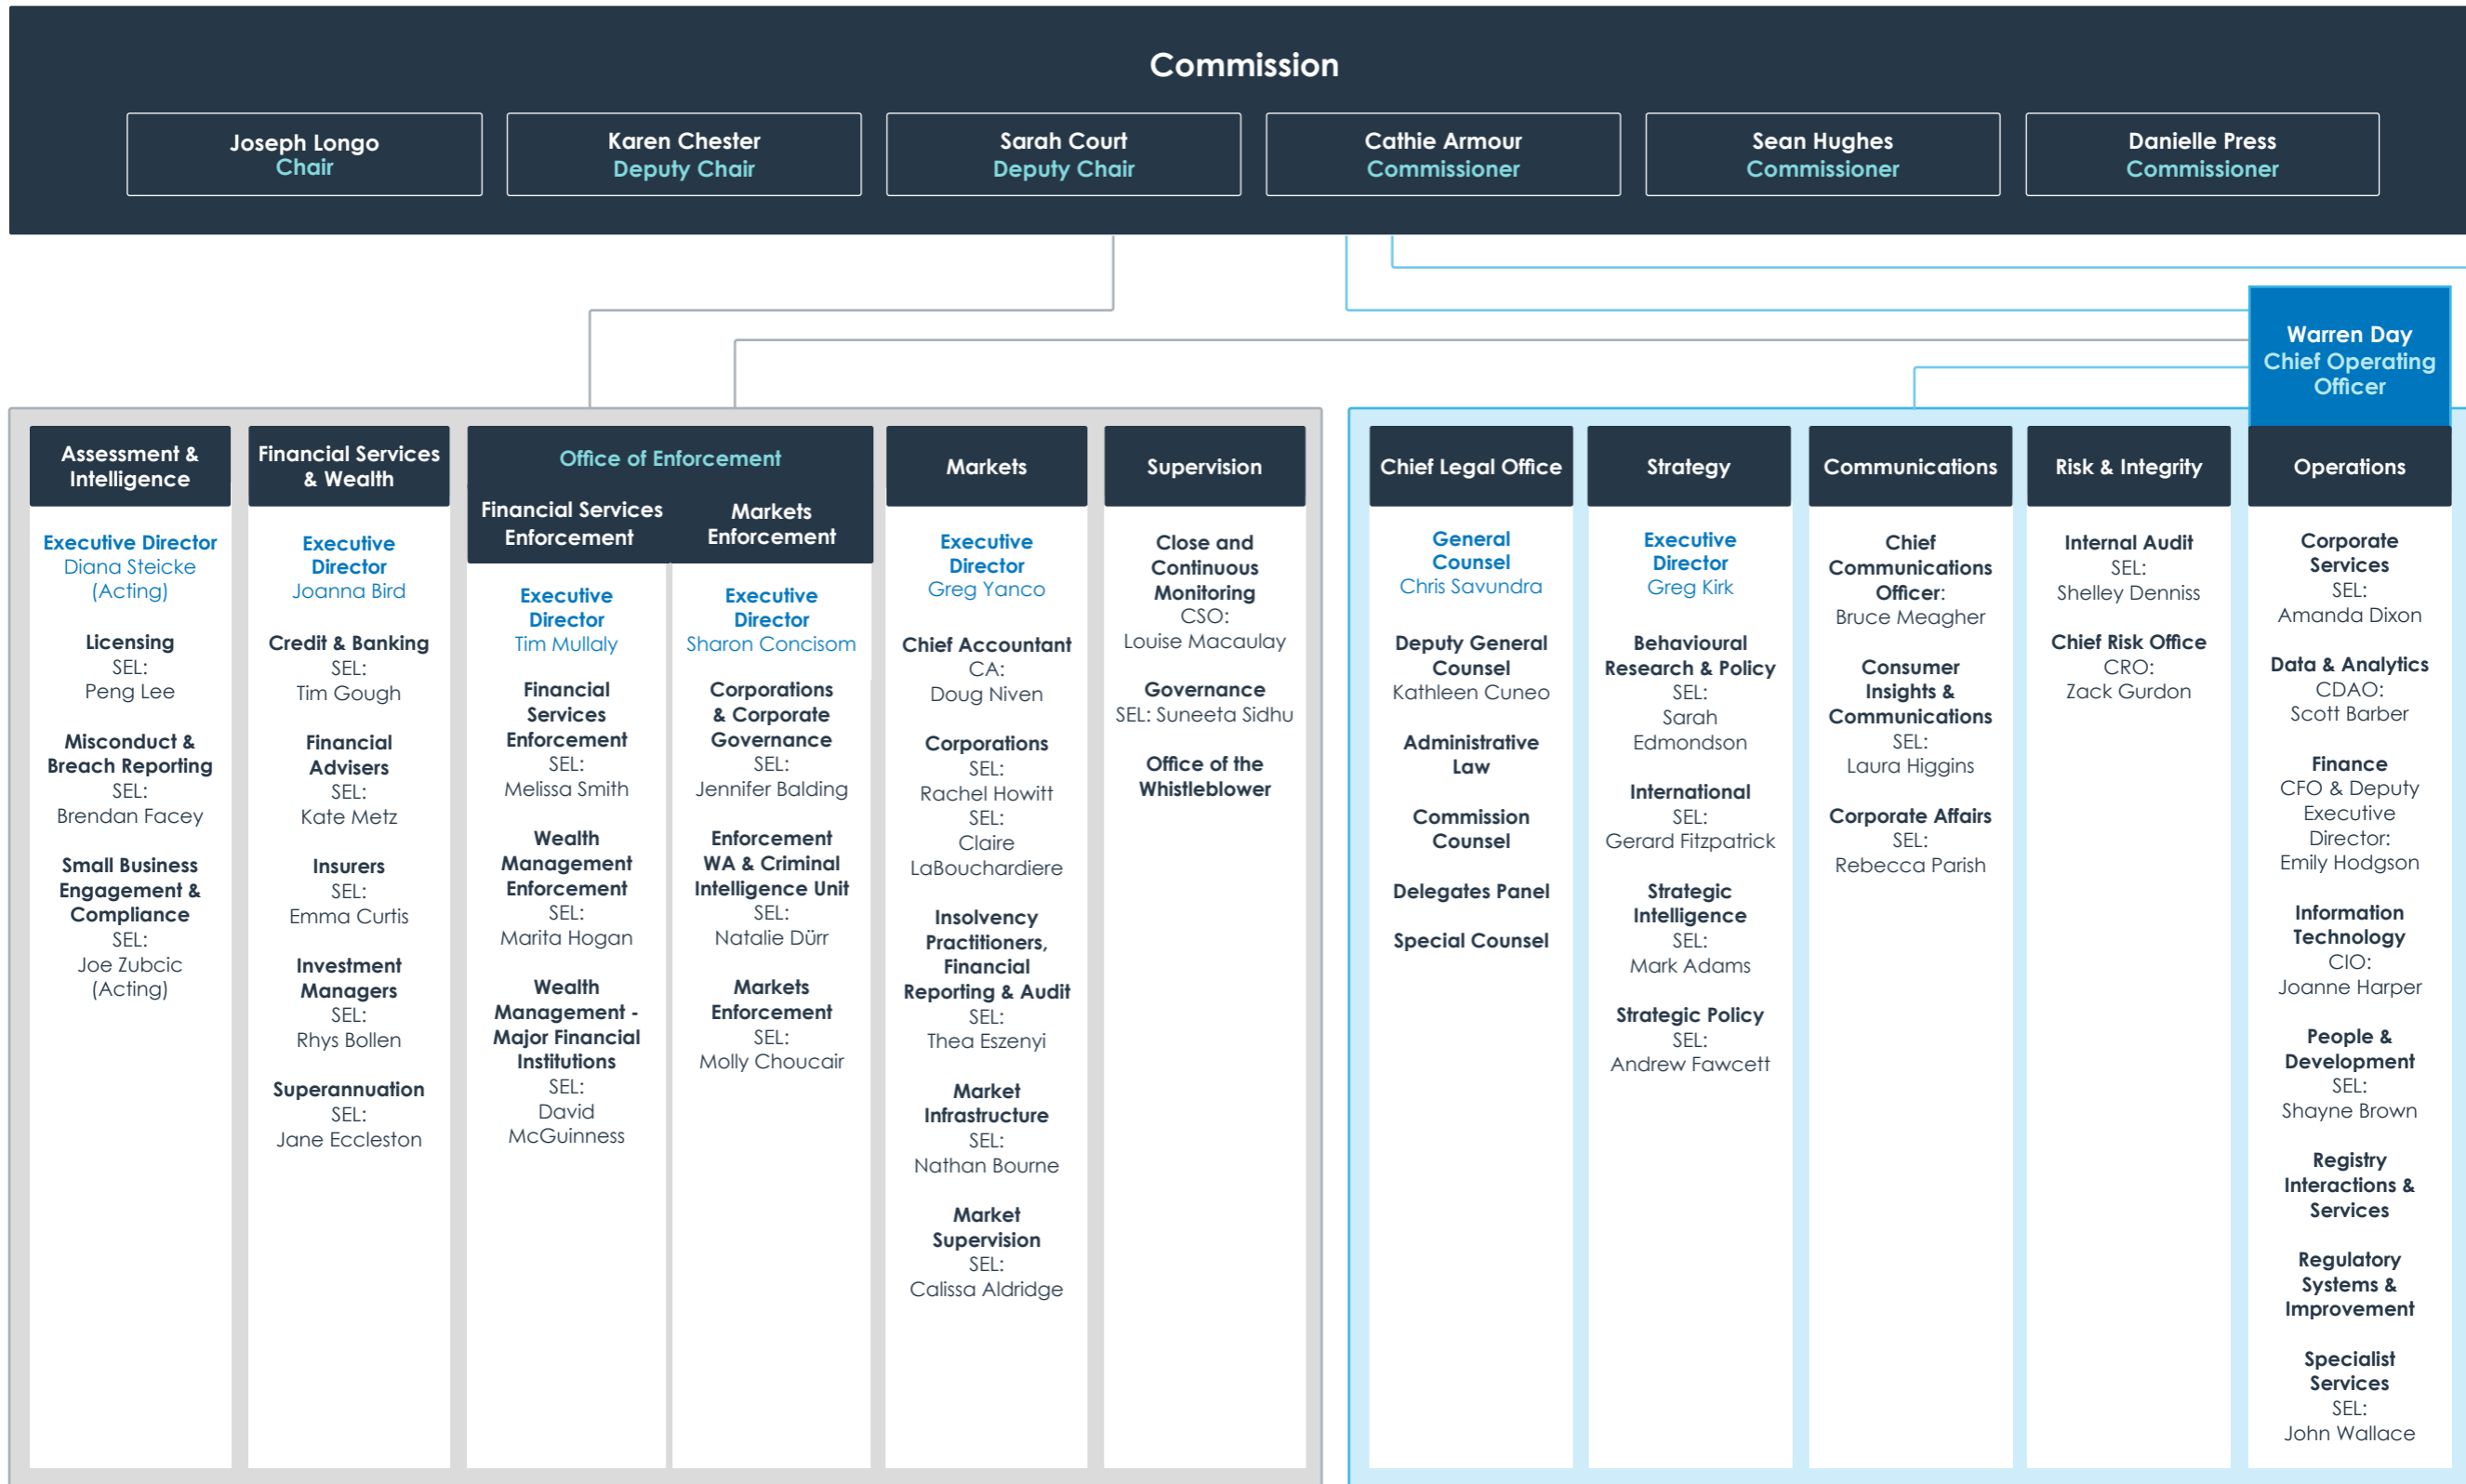 Commission
Joseph Longo
Chair
Karen Chester
Deputy Chair
Sarah Court
Deputy Chair
Cathie Armour
Commissioner
Sean Hughes
Commissioner
Danielle Press
Commissioner
Warren Day
Chief Operating
Officer
Assessment &
Intelligence
Executive Director
Diana Steicke
(Acting)
Licensing
SEL:
Peng Lee
Misconduct &
Breach Reporting
SEL:
Brendan Facey
Small Business
Engagement &
Compliance
SEL:
Joe Zubcic
(Acting)
Financial Services
& Wealth
Executive
Director
Joanna Bird
Credit & Banking
SEL:
Tim Gough
Financial
Advisers
SEL:
Kate Metz
Insurers
SEL:
Emma Curtis
Investment
Managers
SEL:
Rhys Bollen
Superannuation
SEL:
Jane Eccleston
Office of Enforcement
Financial Services
Enforcement
Executive
Director
Tim Mullaly
Financial
Services
Enforcement
SEL:
Melissa Smith
Wealth
Management
Enforcement
SEL:
Marita Hogan
Wealth
Management -
Major Financial
Institutions
SEL:
David
McGuinness
Markets
Enforcement
Executive
Director
Sharon Concisom
Corporations
& Corporate
Governance
SEL:
Jennifer Balding
Enforcement
WA & Criminal
Intelligence Unit
SEL:
Natalie Dürr
Markets
Enforcement
SEL:
Molly Choucair
Markets
Executive
Director
Greg Yanco
Chief Accountant
CA:
Doug Niven
Corporations
SEL:
Rachel Howitt
SEL:
Claire
LaBouchardiere
Insolvency
Practitioners,
Financial
Reporting & Audit
SEL:
Thea Eszenyi
Market
Infrastructure
SEL:
Nathan Bourne
Market
Supervision
SEL:
Calissa Aldridge
Supervision
Close and
Continuous
Monitoring
CSO:
Louise Macaulay
Governance
SEL: Suneeta Sidhu
Office of the
Whistleblower
Chief Legal Office
General
Counsel
Chris Savundra
Deputy General
Counsel
Kathleen Cuneo
Administrative
Law
Commission
Counsel
Delegates Panel
Special Counsel
Strategy
Executive
Director
Greg Kirk
Behavioural
Research & Policy
SEL:
Sarah
Edmondson
International
SEL:
Gerard Fitzpatrick
Strategic
Intelligence
SEL:
Mark Adams
Strategic Policy
SEL:
Andrew Fawcett
Communications
Chief
Communications
Officer:
Bruce Meagher
Consumer
Insights &
Communications
SEL:
Laura Higgins
Corporate Affairs
SEL:
Rebecca Parish
Risk & Integrity
Internal Audit
SEL:
Shelley Denniss
Chief Risk Office
CRO:
Zack Gurdon
Operations
Corporate
Services
SEL:
Amanda Dixon
Data & Analytics
CDAO:
Scott Barber
Finance
CFO & Deputy
Executive
Director:
Emily Hodgson
Information
Technology
CIO:
Joanne Harper
People &
Development
SEL:
Shayne Brown
Registry
Interactions &
Services
Regulatory
Systems &
Improvement
Specialist
Services
SEL:
John Wallace